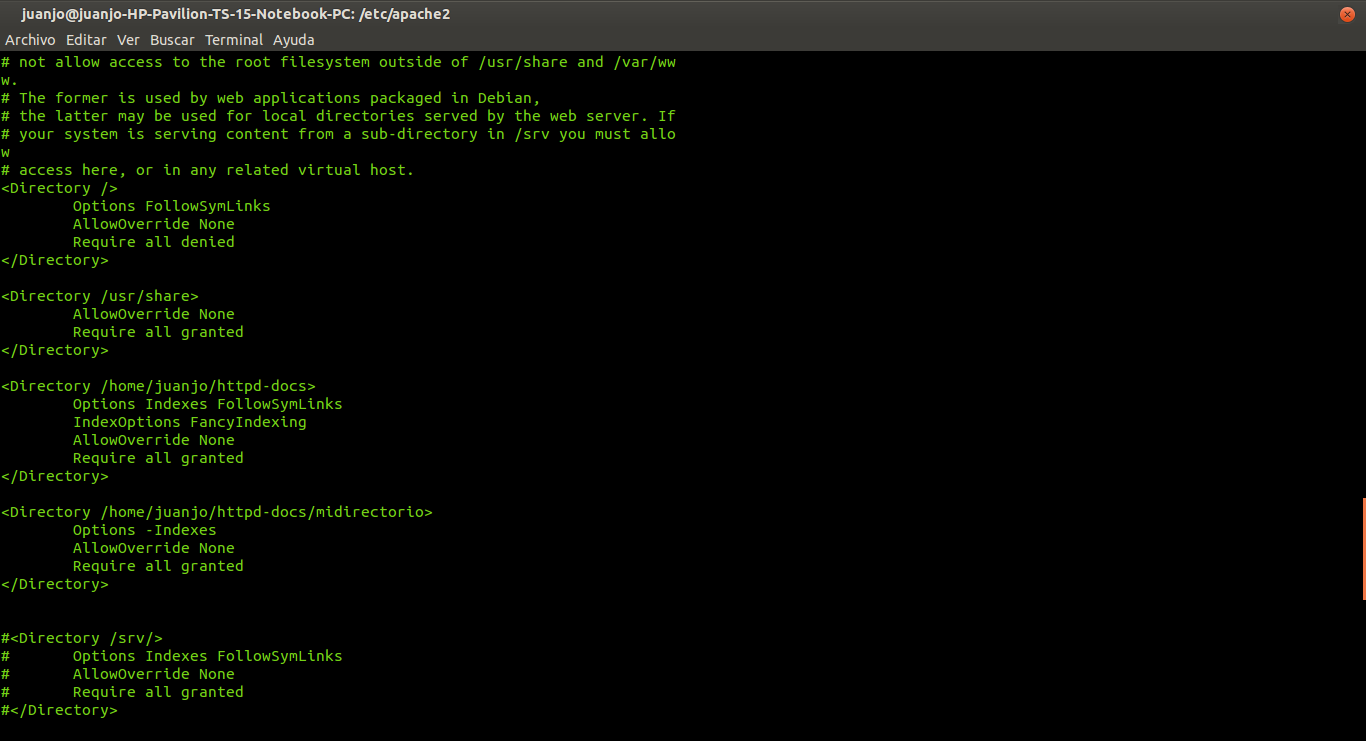 juanjo@juanjo-HP-Pavilion-TS-15-Notebook-PC: /etc/apache2
Archivo Editar Ver Buscar Terminal Ayuda
# not allow access to the root filesystem outside of /usr/share and /var/ww
w.
# The former is used by web applications packaged in Debian,
# the latter may be used for local directories served by the web server. If
# your system is serving content from a sub-directory in /srv you must allo
w
# access here, or in any related virtual host.
<Directory />
        Options FollowSymLinks
        AllowOverride None
        Require all denied
</Directory>

<Directory /usr/share>
        AllowOverride None
        Require all granted
</Directory>

<Directory /home/juanjo/httpd-docs>
        Options Indexes FollowSymLinks
        IndexOptions FancyIndexing
        AllowOverride None
        Require all granted
</Directory>

<Directory /home/juanjo/httpd-docs/midirectorio>
        Options -Indexes
        AllowOverride None
        Require all granted
</Directory>


#<Directory /srv/>
#       Options Indexes FollowSymLinks
#       AllowOverride None
#       Require all granted
#</Directory>